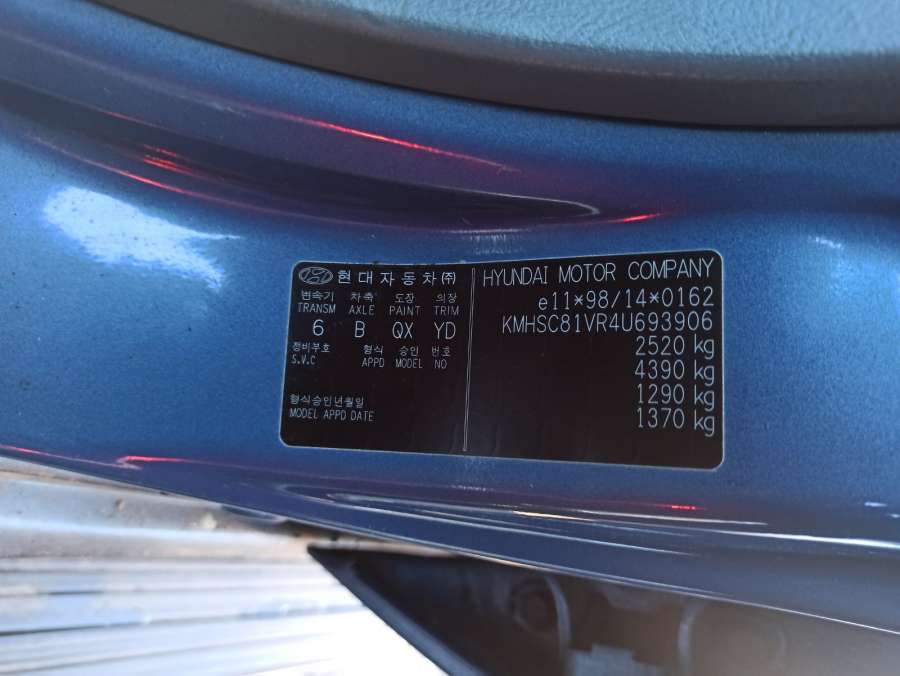 현대자동차㈜
변속기 차축 도장 의장
TRANSM AXLE PAINT TRIM
6 B QX YD
정비부호 형식 승인 번호
S.V.C APPD MODEL NO
형식승인년월일
MODEL APPD DATE
HYUNDAI MOTOR COMPANY
e11*98/14*0162
KMHSC81VR4U693906
2520 kg
4390 kg
1290 kg
1370 kg